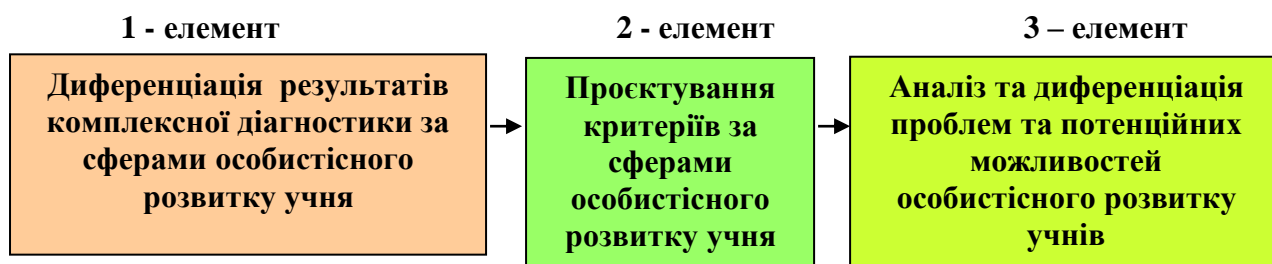 1 - елемент
2 - елемент
3 – елемент
Диференціація результатів
комплексної діагностики за
сферами особистісного
розвитку учня
Проєктування
критеріїв за
сферами
особистісного
розвитку учня
Аналіз та диференціація
проблем та потенційних
можливостей
особистісного розвитку
учнів